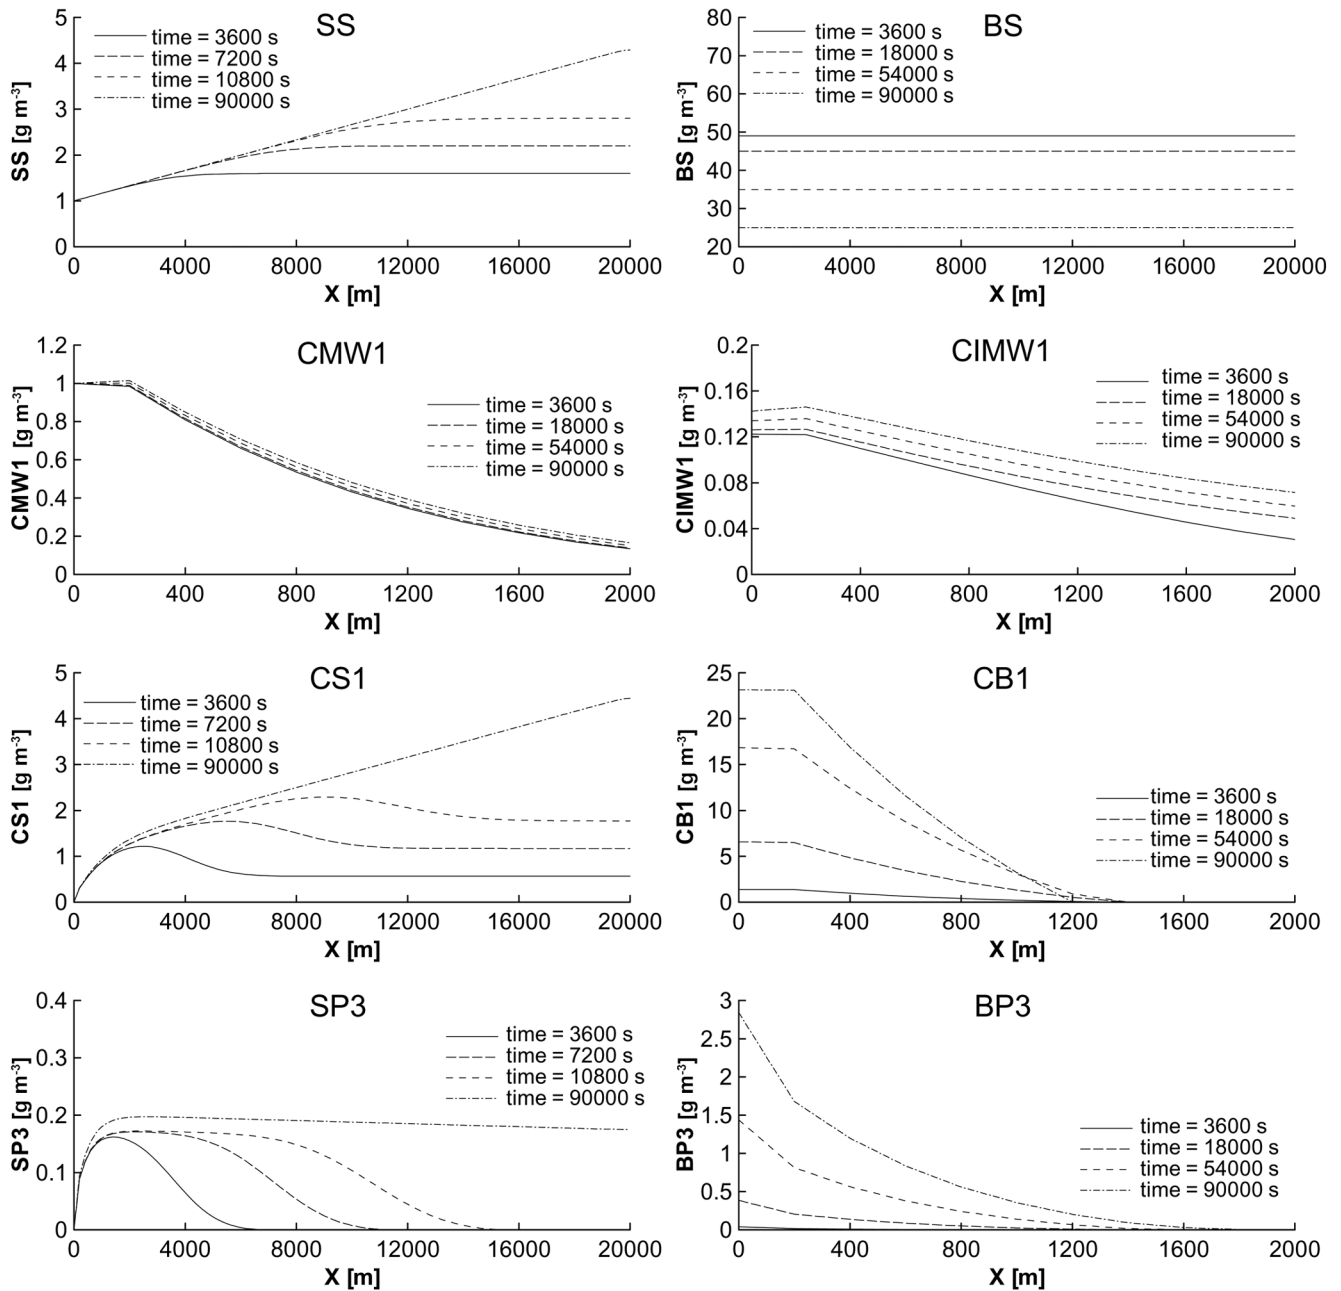 SS
SS [g m-3]
5
4
3
2
1
0
time = 3600 s
time = 7200 s
time = 10800 s
time = 90000 s
0 4000 8000 12000 16000 20000
X [m]
BS
BS [g m-3]
80
70
60
50
40
30
20
time = 3600 s
time = 18000 s
time = 54000 s
time = 90000 s
0 4000 8000 12000 16000 20000
X [m]
CMW1
CMW1 [g m-3]
1.2
1
0.8
0.6
0.4
0.2
0
time = 3600 s
time = 18000 s
time = 54000 s
time = 90000 s
0 400 800 1200 1600 2000
X [m]
CIMW1
CIMW1 [g m-3]
0.2
0.16
0.12
0.08
0.04
0
time = 3600 s
time = 18000 s
time = 54000 s
time = 90000 s
0 400 800 1200 1600 2000
X [m]
CS1
CS1 [g m-3]
5
4
3
2
1
0
time = 3600 s
time = 7200 s
time = 10800 s
time = 90000 s
0 4000 8000 12000 16000 20000
X [m]
CB1
CB1 [g m-3]
25
20
15
10
5
0
time = 3600 s
time = 18000 s
time = 54000 s
time = 90000 s
0 400 800 1200 1600 2000
X [m]
SP3
SP3 [g m-3]
0.4
0.3
0.2
0.1
0
time = 3600 s
time = 7200 s
time = 10800 s
time = 90000 s
0 4000 8000 12000 16000 20000
X [m]
BP3
BP3 [g m-3]
3
2.5
2
1.5
1
0.5
0
time = 3600 s
time = 18000 s
time = 54000 s
time = 90000 s
0 400 800 1200 1600 2000
X [m]